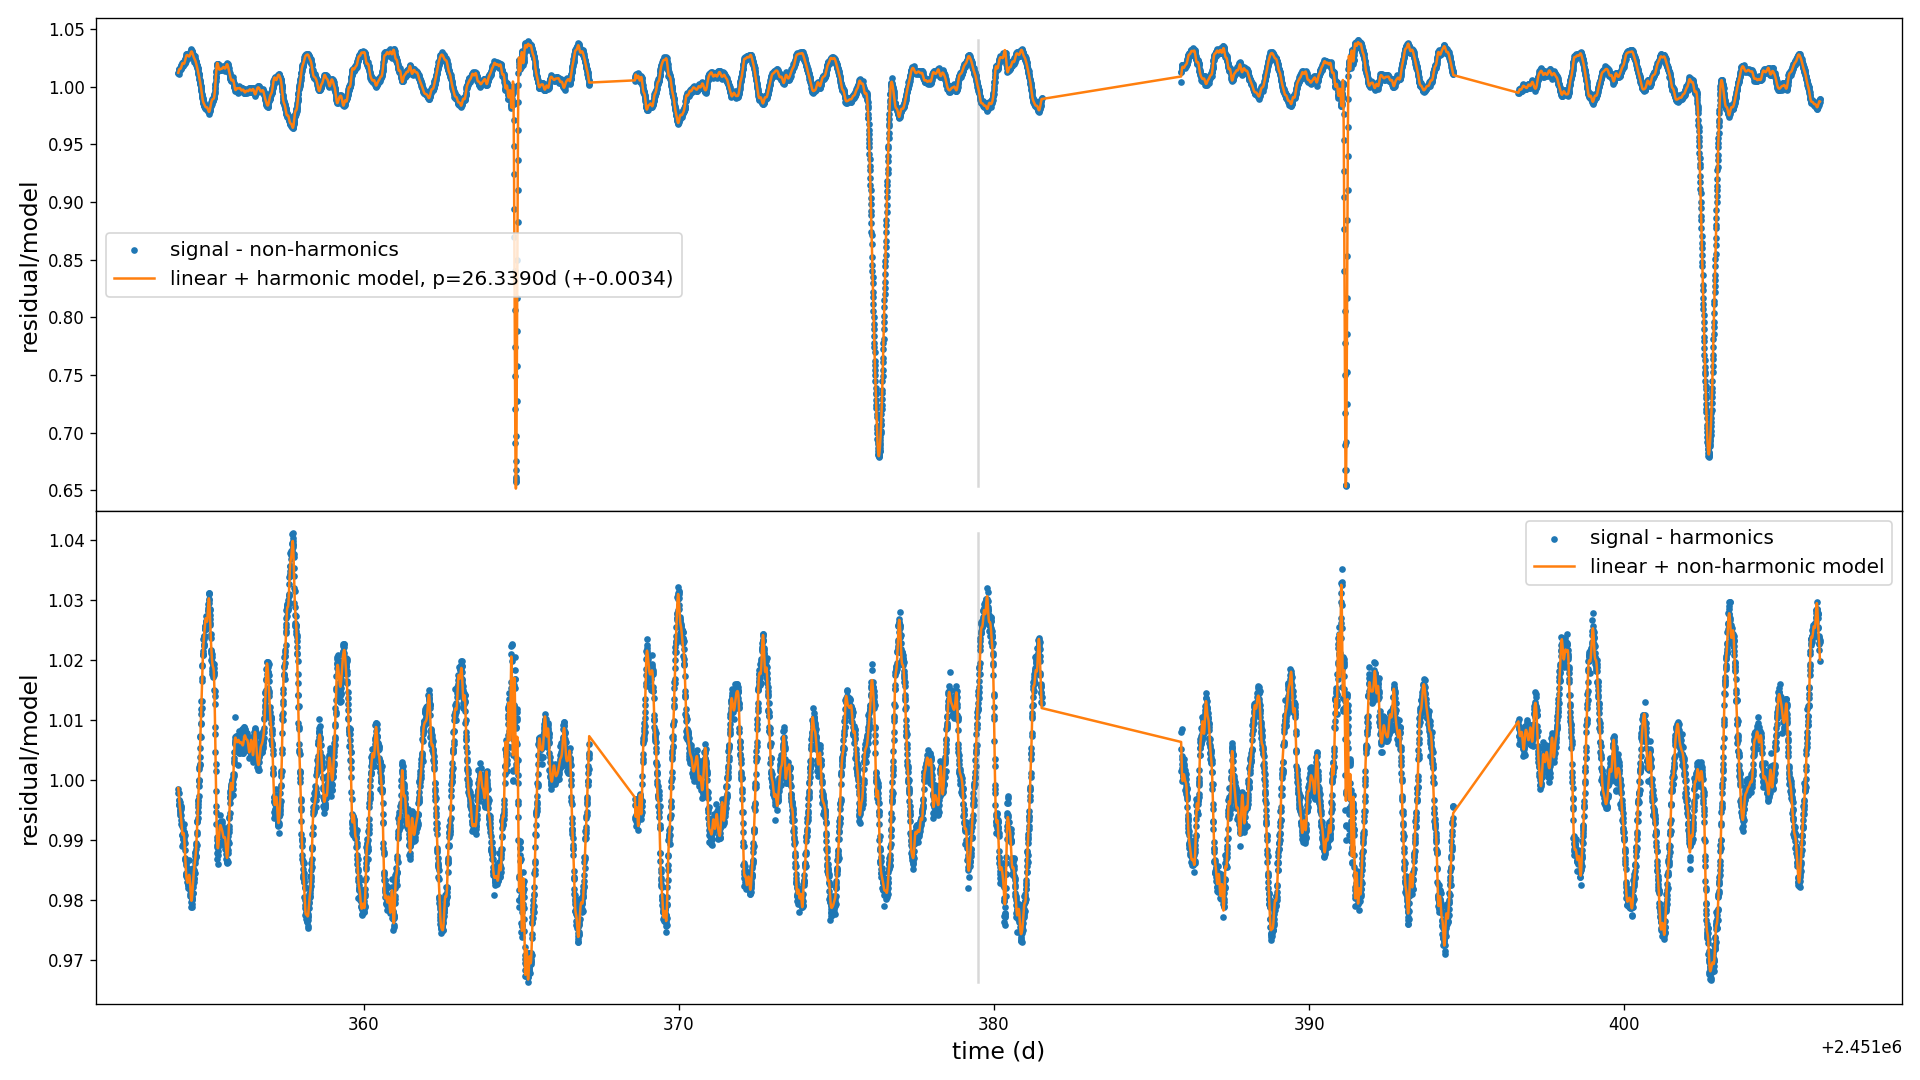 1.05
1.00
0.95
0.90
0.85
0.80
0.75
0.70
0.65
residual/model
signal - non-harmonics
linear + harmonic model, p=26.3390d (+-0.0034)
1.04
1.03
1.02
1.01
1.00
0.99
0.98
0.97
residual/model
signal - harmonics
linear + non-harmonic model
360
370
380
390
400
time (d)
+2.451e6